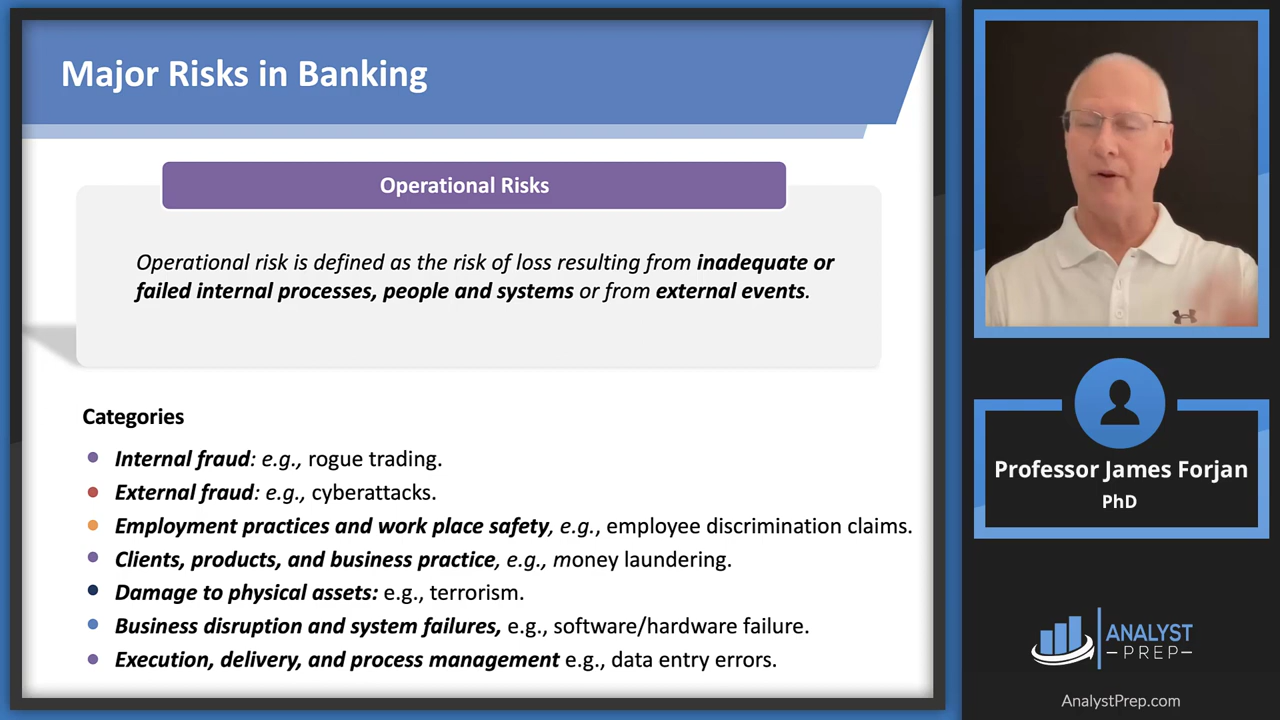 Major Risks in Banking
Operational Risks
Operational risk is defined as the risk of loss resulting from inadequate or
failed internal processes, people and systems or from external events.
Categories
Internal fraud: e.g., rogue trading.
External fraud: e.g., cyberattacks.
Employment practices and work place safety, e.g., employee discrimination claims.
Clients, products, and business practice, e.g., money laundering.
Damage to physical assets: e.g., terrorism.
Business disruption and system failures, e.g., software/hardware failure.
Execution, delivery, and process management e.g., data entry errors.
Professor James Forjan
PhD
ANALYST
PREP
AnalystPrep.com